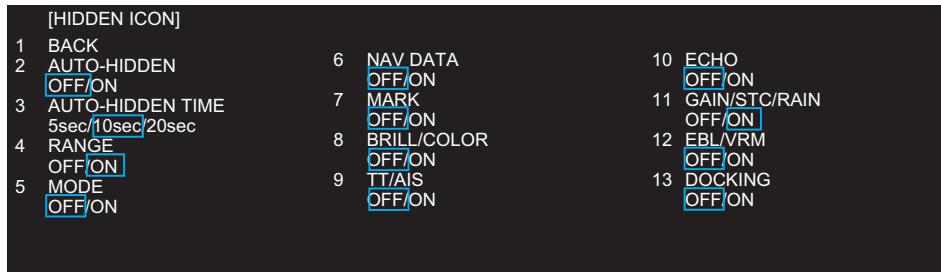 [HIDDEN ICON]
1 BACK
2 AUTO-HIDDEN
OFF/ON
3 AUTO-HIDDEN TIME
5sec/10sec/20sec
4 RANGE
OFF/ON
5 MODE
OFF/ON
6 NAV DATA
OFF/ON
7 MARK
OFF/ON
8 BRILL/COLOR
OFF/ON
9 TT/AIS
OFF/ON
10 ECHO
OFF/ON
11 GAIN/STC/RAIN
OFF/ON
12 EBL/VRM
OFF/ON
13 DOCKING
OFF/ON